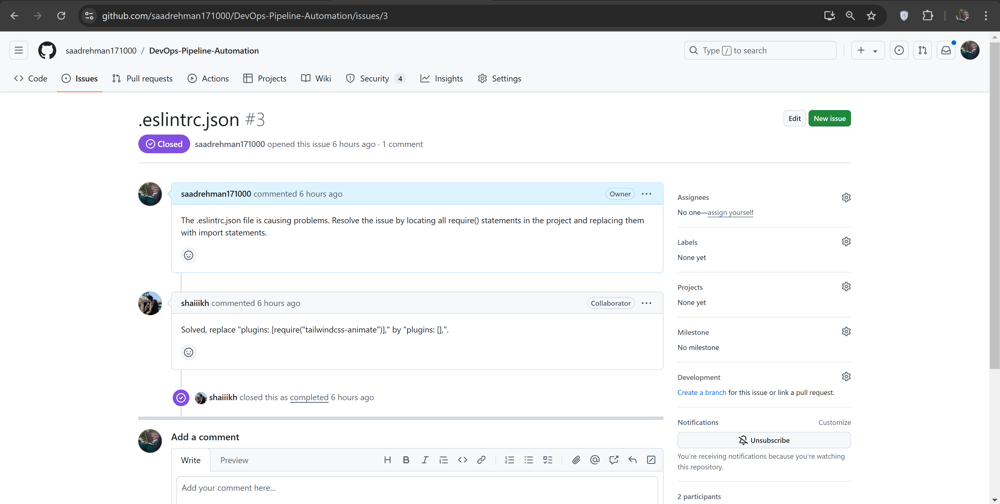 github.com/saadrehman171000/DevOps-Pipeline-Automation/issues/3
saadrehman171000 / DevOps-Pipeline-Automation
Type / to search
Code Issues Pull requests Actions Projects Wiki Security 4 Insights Settings
.eslintrc.json #3
Edit New issue
Closed saadrehman171000 opened this issue 6 hours ago · 1 comment
saadrehman171000 commented 6 hours ago Owner
The .eslintrc.json file is causing problems. Resolve the issue by locating all require() statements in the project and replacing them
with import statements.
shaiiikh commented 6 hours ago Collaborator
Solved, replace "plugins: [require("tailwindcss-animate")]," by "plugins: [],".
shaiiikh closed this as completed 6 hours ago
Add a comment
Write Preview
Add your comment here...
Assignees
No one—assign yourself
Labels
None yet
Projects
None yet
Milestone
No milestone
Development
Create a branch for this issue or link a pull request.
Notifications Customize
Unsubscribe
You're receiving notifications because you're watching
this repository.
2 participants